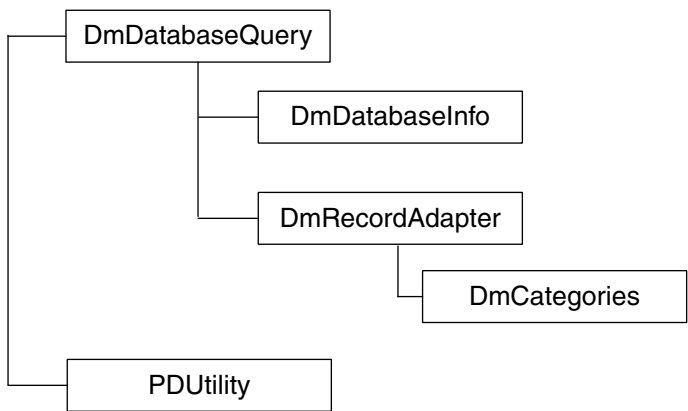 DmDatabaseQuery
DmDatabaseInfo
DmRecordAdapter
DmCategories
PDUtility